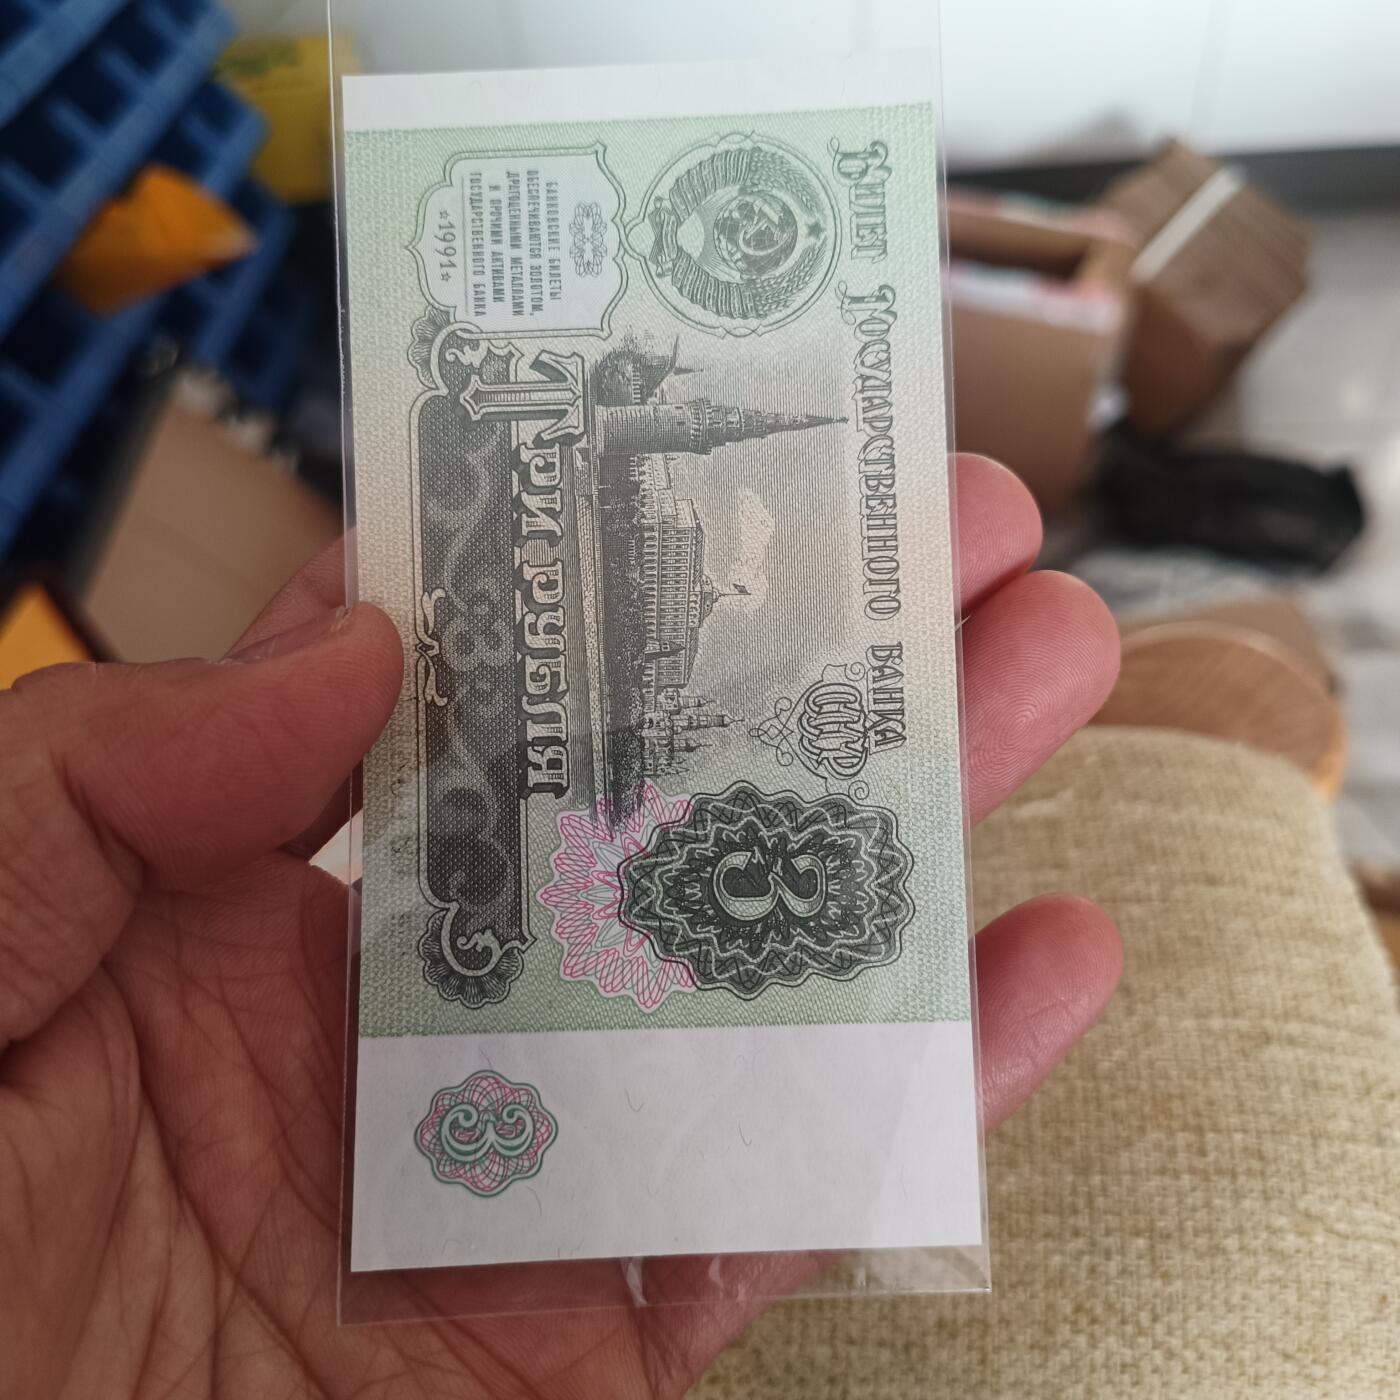 Билет Государственного банка
СССР
Банковские билеты
обеспечиваются золотом,
драгоценными металлами
и прочими активами
Государственного банка
☆1991☆
Три рубля
3
3